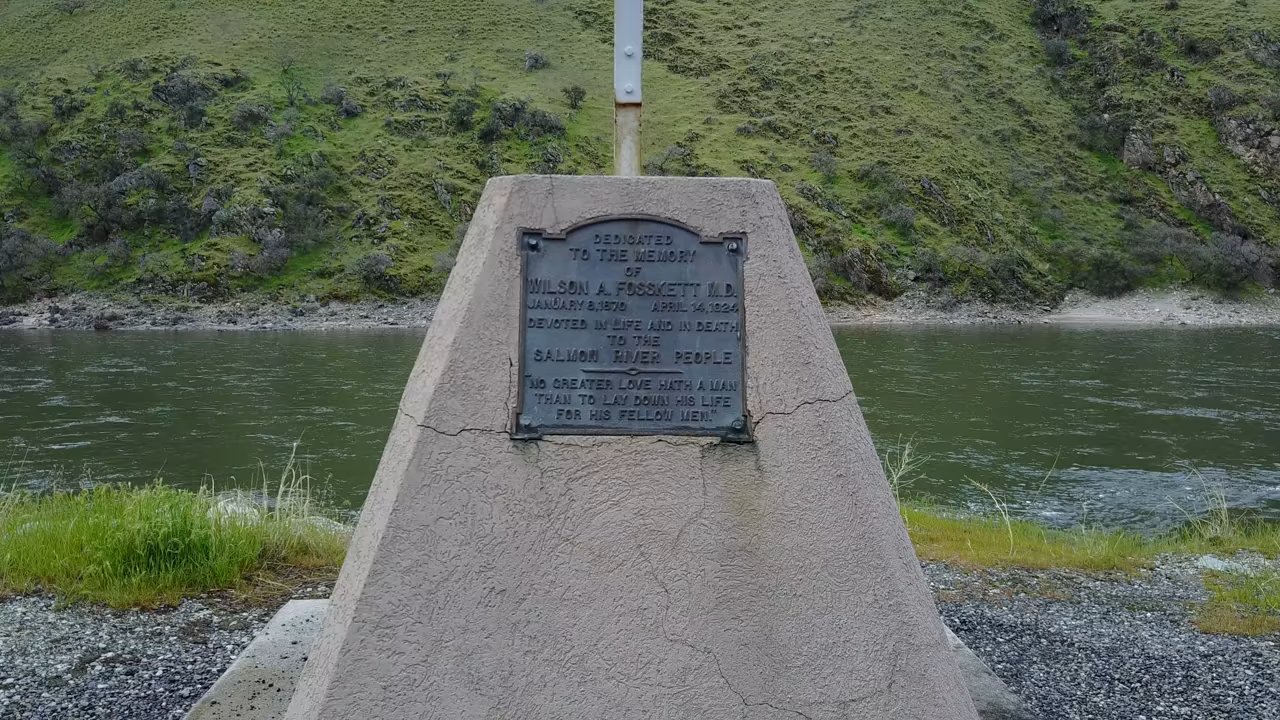 DEDICATED
TO THE MEMORY
OF
WILSON A. FOSSKETT M.D.
JANUARY 8, 1870 APRIL 14, 1924
DEVOTED IN LIFE AND IN DEATH
TO THE
SALMON RIVER PEOPLE
"NO GREATER LOVE HATH A MAN
THAN TO LAY DOWN HIS LIFE
FOR HIS FELLOW MEN."